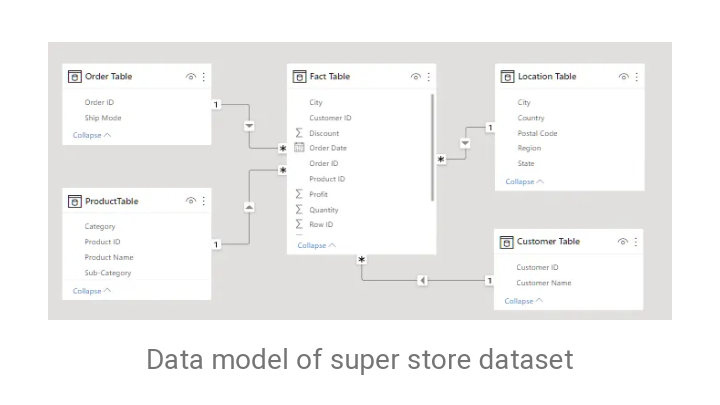 Order Table
Order ID
Ship Mode
Collapse
1
*
ProductTable
Category
Product ID
Product Name
Sub-Category
Collapse
1
*
Fact Table
City
Customer ID
Discount
Order Date
Order ID
Product ID
Profit
Quantity
Row ID
Collapse
*
*
Location Table
City
Country
Postal Code
Region
State
Collapse
1
Customer Table
Customer ID
Customer Name
Collapse
1
Data model of super store dataset